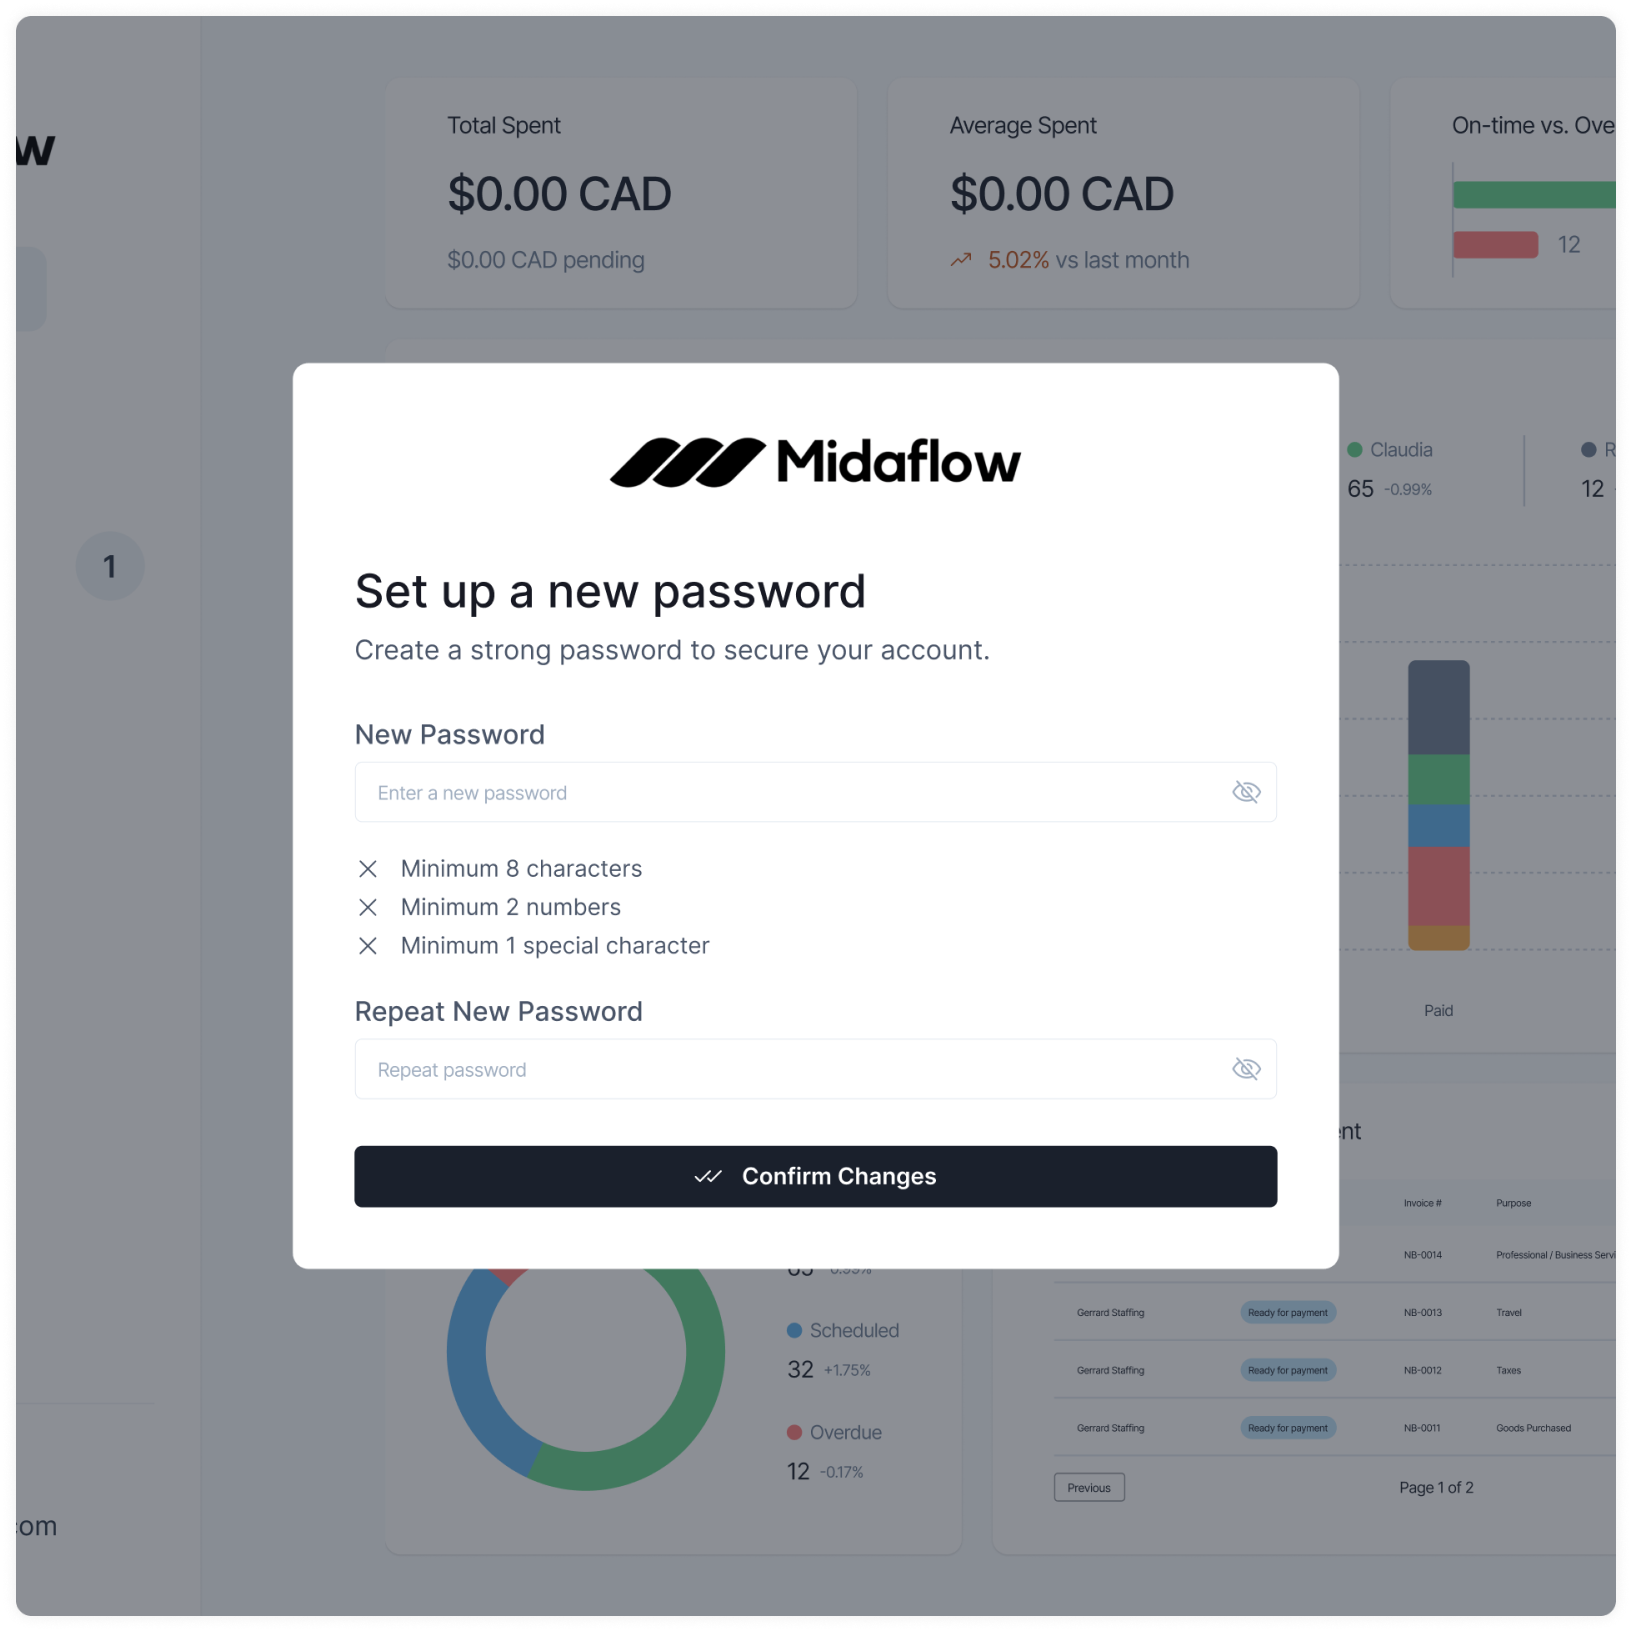 w
Total Spent
$0.00 CAD
$0.00 CAD pending
Average Spent
$0.00 CAD
5.02% vs last month
On-time vs. Ove
12
1
Midaflow
Set up a new password
Create a strong password to secure your account.
New Password
Enter a new password
Minimum 8 characters
Minimum 2 numbers
Minimum 1 special character
Repeat New Password
Repeat password
Confirm Changes
Claudia
65 -0.99%
R
12
Paid
Scheduled
32 +1.75%
Overdue
12 -0.17%
Invoice # Purpose
NB-0014 Professional / Business Servi
Gerrard Staffing Ready for payment NB-0013 Travel
Gerrard Staffing Ready for payment NB-0012 Taxes
Gerrard Staffing Ready for payment NB-0011 Goods Purchased
Previous Page 1 of 2
com